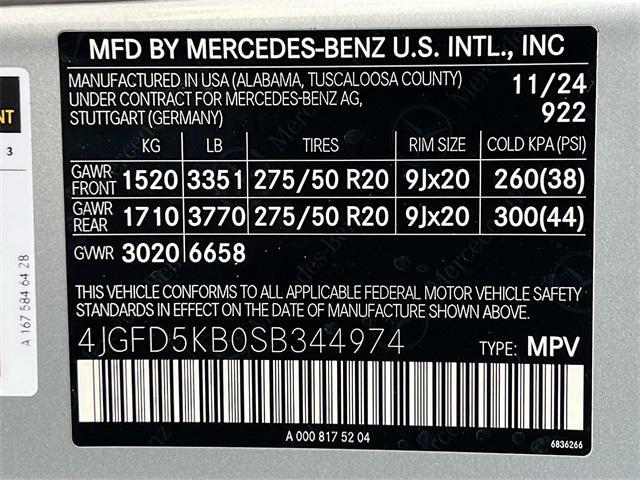 MFD BY MERCEDES-BENZ U.S. INTL., INC
MANUFACTURED IN USA (ALABAMA, TUSCALOOSA COUNTY) 11/24
UNDER CONTRACT FOR MERCEDES-BENZ AG, 922
STUTTGART (GERMANY)
KG LB TIRES RIM SIZE COLD KPA (PSI)
GAWR FRONT 1520 3351 275/50 R20 9Jx20 260(38)
GAWR REAR 1710 3770 275/50 R20 9Jx20 300(44)
GVWR 3020 6658
THIS VEHICLE CONFORMS TO ALL APPLICABLE FEDERAL MOTOR VEHICLE SAFETY
STANDARDS IN EFFECT ON THE DATE OF MANUFACTURE SHOWN ABOVE.
4JGFD5KB0SB344974 TYPE: MPV
A 000 817 52 04
6836266
3
A 167 584 64 28